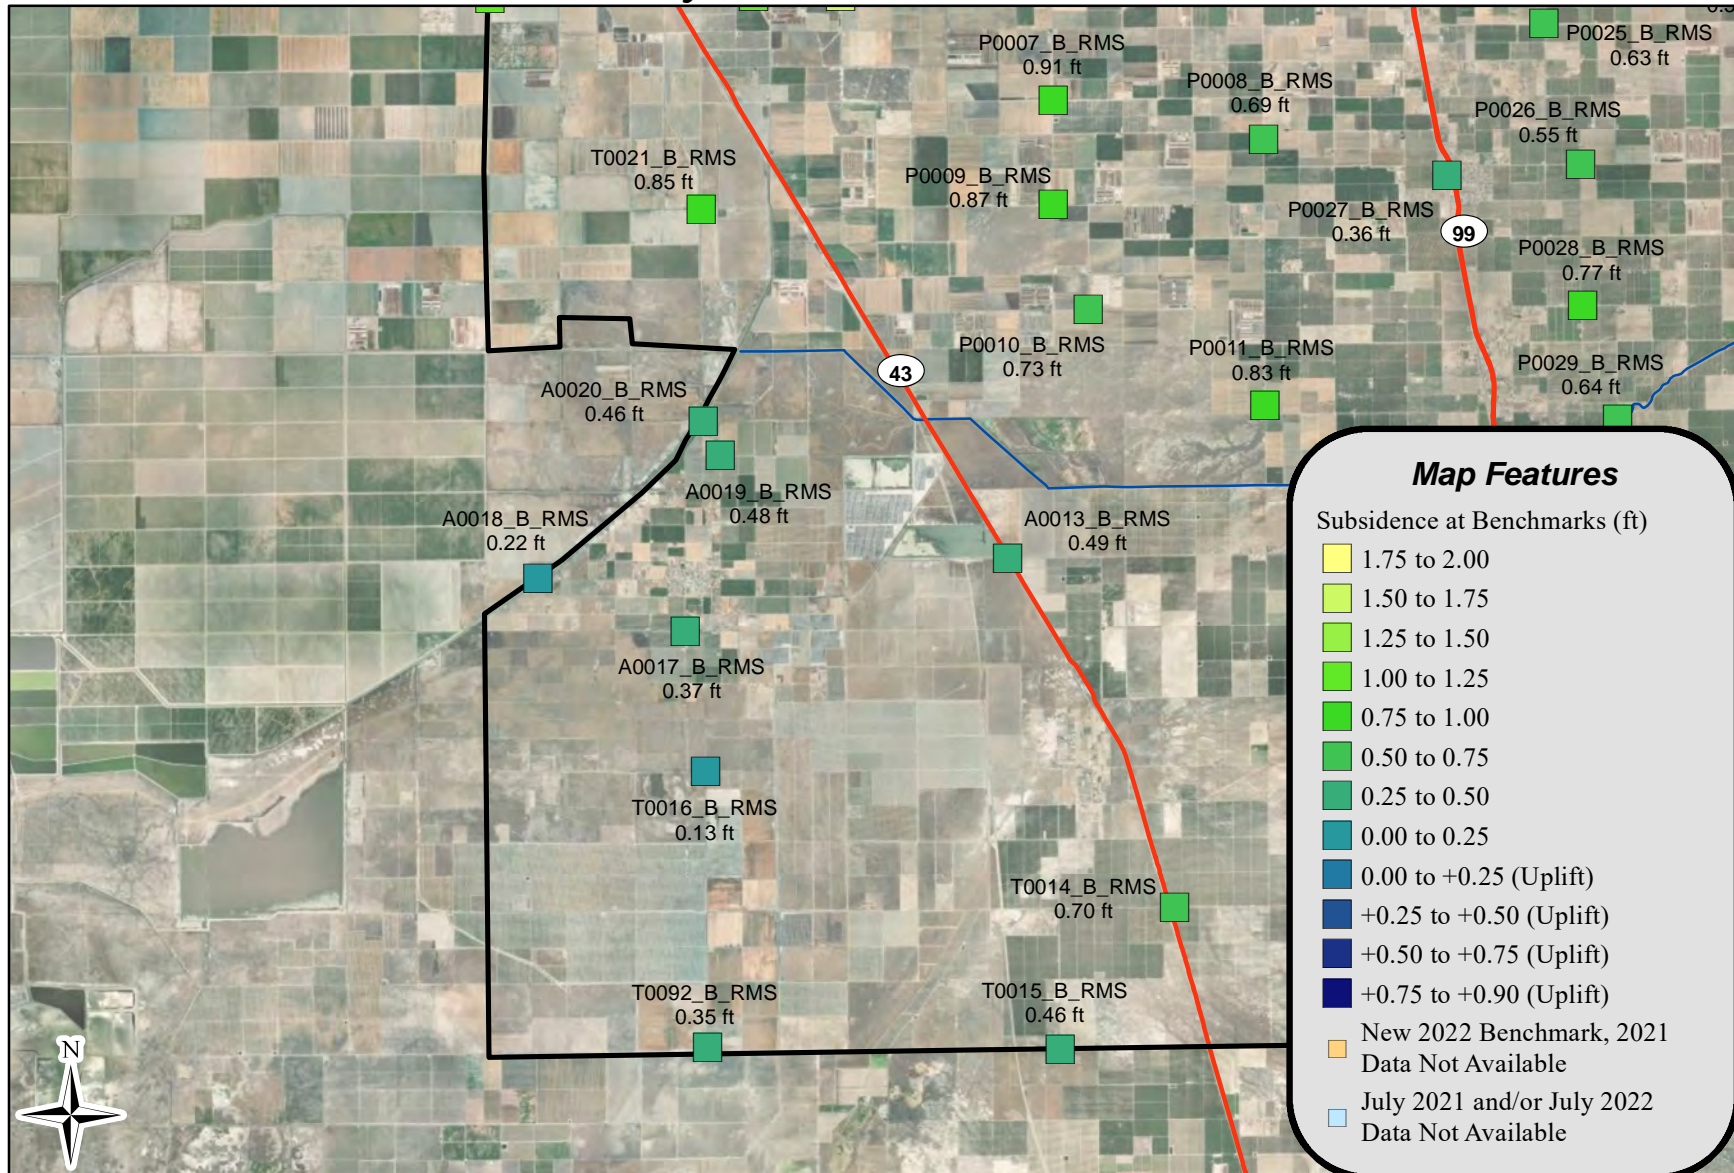 P0007_B_RMS
0.91 ft
P0025_B_RMS
0.63 ft
P0008_B_RMS
0.69 ft
P0026_B_RMS
0.55 ft
T0021_B_RMS
0.85 ft
P0009_B_RMS
0.87 ft
P0027_B_RMS
0.36 ft
99
P0028_B_RMS
0.77 ft
P0010_B_RMS
0.73 ft
P0011_B_RMS
0.83 ft
P0029_B_RMS
0.64 ft
43
A0020_B_RMS
0.46 ft
A0019_B_RMS
0.48 ft
A0018_B_RMS
0.22 ft
A0013_B_RMS
0.49 ft
A0017_B_RMS
0.37 ft
T0016_B_RMS
0.13 ft
T0014_B_RMS
0.70 ft
T0092_B_RMS
0.35 ft
T0015_B_RMS
0.46 ft
N
Map Features
Subsidence at Benchmarks (ft)
1.75 to 2.00
1.50 to 1.75
1.25 to 1.50
1.00 to 1.25
0.75 to 1.00
0.50 to 0.75
0.25 to 0.50
0.00 to 0.25
0.00 to +0.25 (Uplift)
+0.25 to +0.50 (Uplift)
+0.50 to +0.75 (Uplift)
+0.75 to +0.90 (Uplift)
New 2022 Benchmark, 2021
Data Not Available
July 2021 and/or July 2022
Data Not Available